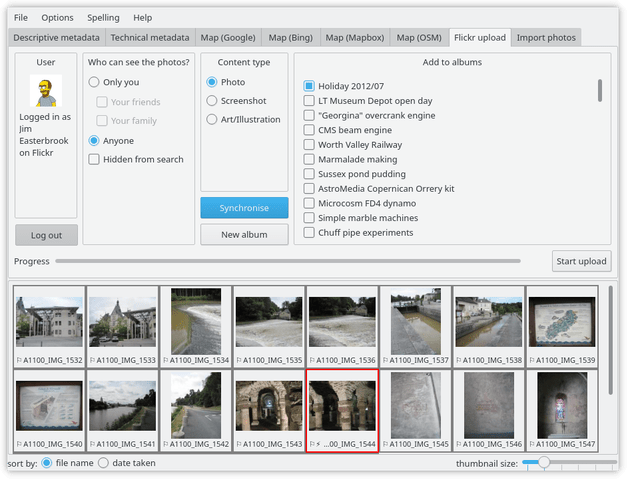 File Options Spelling Help
Descriptive metadata Technical metadata Map (Google) Map (Bing) Map (Mapbox) Map (OSM) Flickr upload Import photos
User
Logged in as
Jim
Easterbrook
on Flickr
Log out
Who can see the photos?
Only you
Your friends
Your family
Anyone
Hidden from search
Content type
Photo
Screenshot
Art/Illustration
Synchronise
New album
Add to albums
Holiday 2012/07
LT Museum Depot open day
"Georgina" overcrank engine
CMS beam engine
Worth Valley Railway
Marmalade making
Sussex pond pudding
AstroMedia Copernican Orrery kit
Microcosm FD4 dynamo
Simple marble machines
Chuff pipe experiments
Progress
Start upload
A1100_IMG_1532 A1100_IMG_1533 A1100_IMG_1534 A1100_IMG_1535 A1100_IMG_1536 A1100_IMG_1537 A1100_IMG_1538 A1100_IMG_1539
A1100_IMG_1540 A1100_IMG_1541 A1100_IMG_1542 A1100_IMG_1543 ...00_IMG_1544 A1100_IMG_1545 A1100_IMG_1546 A1100_IMG_1547
sort by: file name date taken
thumbnail size: